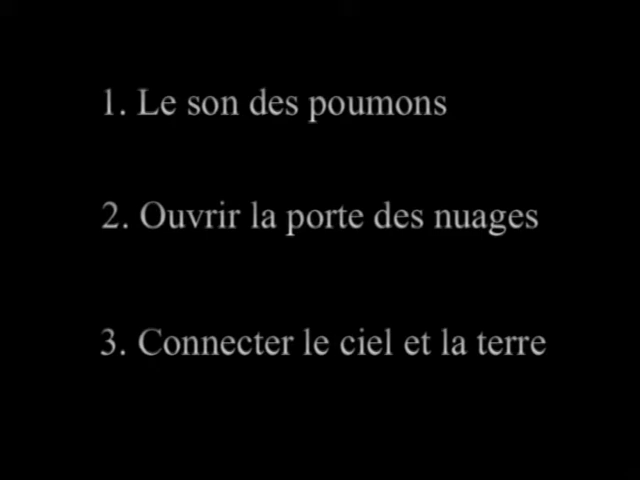 1. Le son des poumons
2. Ouvrir la porte des nuages
3. Connecter le ciel et la terre